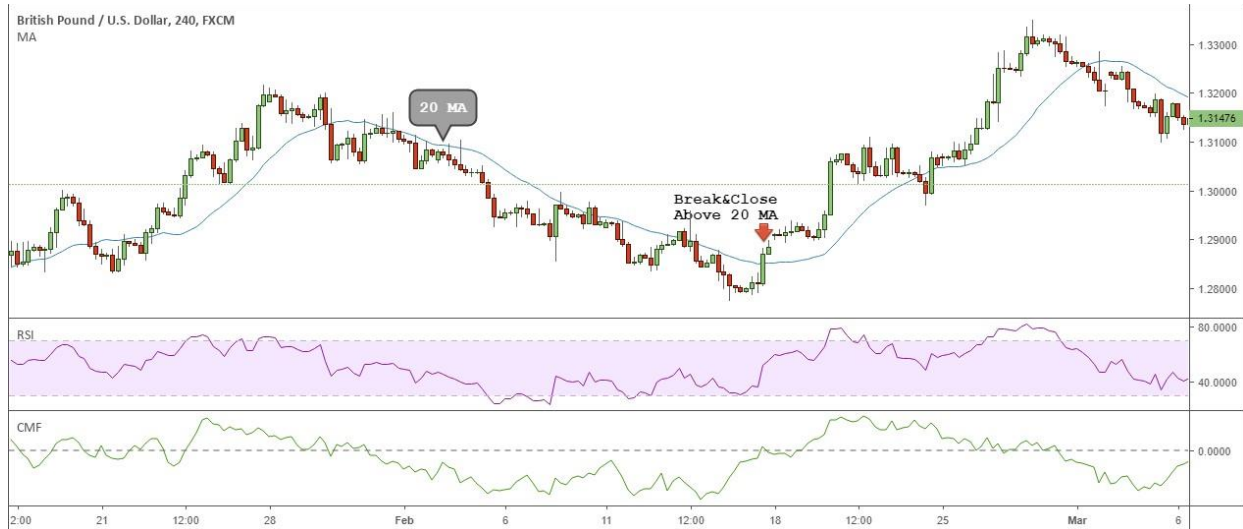 British Pound / U.S. Dollar, 240, FXCM
MA
20 MA
Break&Close
Above 20 MA
1.33000
1.32000
1.31476
1.31000
1.30000
1.29000
1.28000
RSI
80.0000
40.0000
CMF
0.0000
2:00
21
12:00
28
Feb
6
11
12:00
18
12:00
25
Mar
6